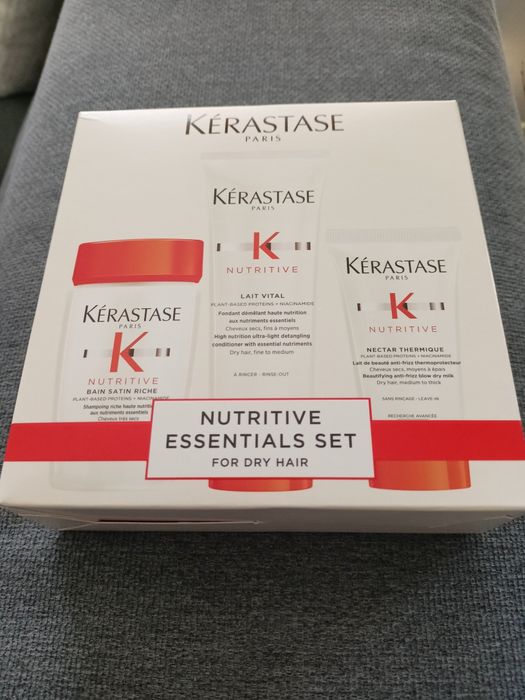 KÉRASTASE
PARIS
KÉRASTASE
PARIS
K
NUTRITIVE
BAIN SATIN RICHE
PLANT-BASED PROTEINS + NIACINAMIDE
Shampoing riche haute nutrition
aux nutriments essentiels
Cheveux très secs
KÉRASTASE
PARIS
K
NUTRITIVE
LAIT VITAL
PLANT-BASED PROTEINS + NIACINAMIDE
Fondant démêlant haute nutrition
aux nutriments essentiels
Cheveux secs, fins à moyens
High nutrition ultra-light detangling
conditioner with essential nutriments
Dry hair, fine to medium
À RINCER - RINSE-OUT
KÉRASTASE
PARIS
K
NUTRITIVE
NECTAR THERMIQUE
PLANT-BASED PROTEINS + NIACINAMIDE
Lait de beauté anti-friz thermoprotecteur
Cheveux secs, moyens à épais
Beautifying anti-frizz blow dry milk
Dry hair, medium to thick
SANS RINÇAGE - LEAVE-IN
RECHERCHE AVANCÉE
NUTRITIVE
ESSENTIALS SET
FOR DRY HAIR